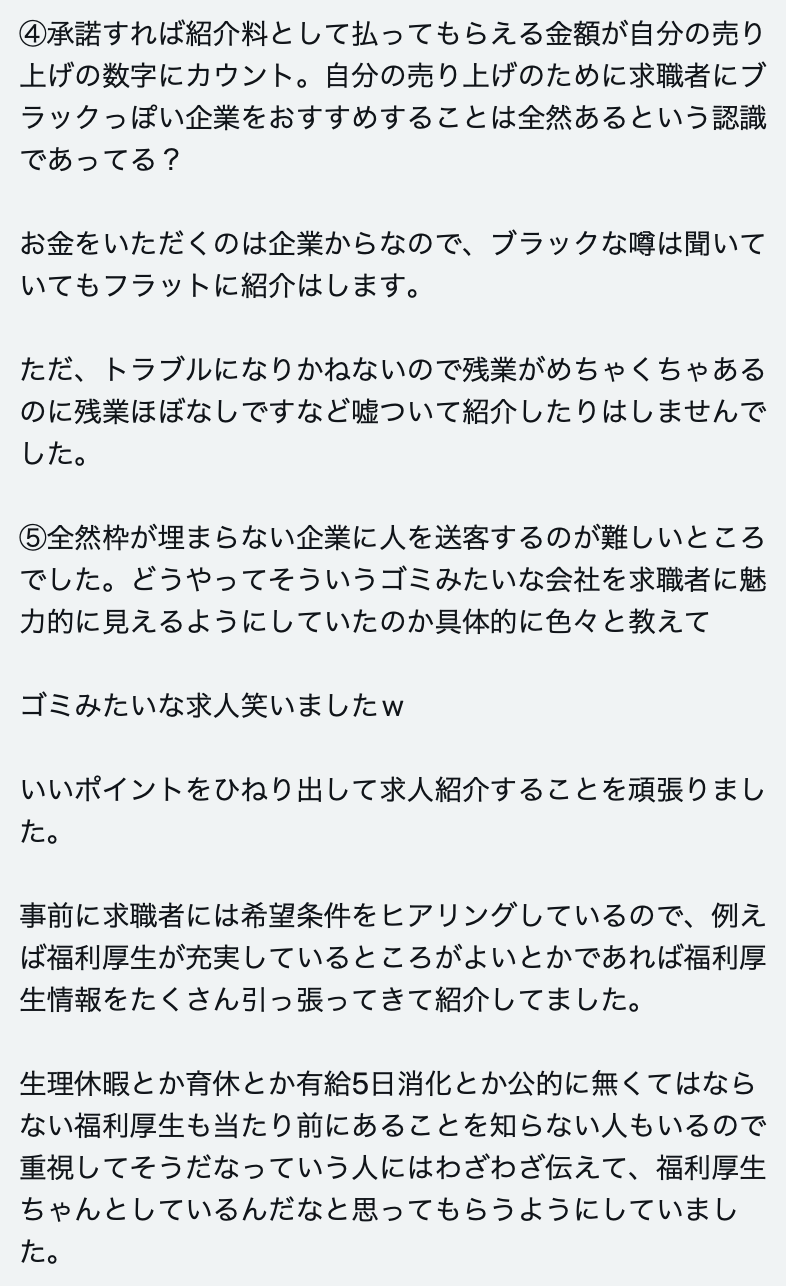 ④承諾すれば紹介料として払ってもらえる金額が自分の売り
上げの数字にカウント。自分の売り上げのために求職者にブ
ラックっぽい企業をおすすめすることは全然あるという認識
であってる？
お金をいただくのは企業からなので、ブラックな噂は聞いて
いてもフラットに紹介はします。
ただ、トラブルになりかねないので残業がめちゃくちゃある
のに残業ほぼなしですなど嘘ついて紹介したりはしませんで
した。
⑤全然枠が埋まらない企業に人を送客するのが難しいところ
でした。どうやってそういうゴミみたいな会社を求職者に魅
力的に見えるようにしていたのか具体的に色々と教えて
ゴミみたいな求人笑いましたｗ
いいポイントをひねり出して求人紹介することを頑張りまし
た。
事前に求職者には希望条件をヒアリングしているので、例え
ば福利厚生が充実しているところがよいとかであれば福利厚
生情報をたくさん引っ張ってきて紹介してました。
生理休暇とか育休とか有給5日消化とか公的に無くてはなら
ない福利厚生も当たり前にあることを知らない人もいるので
重視してそうだなっていう人にはわざわざ伝えて、福利厚生
ちゃんとしているんだなと思ってもらうようにしていまし
た。